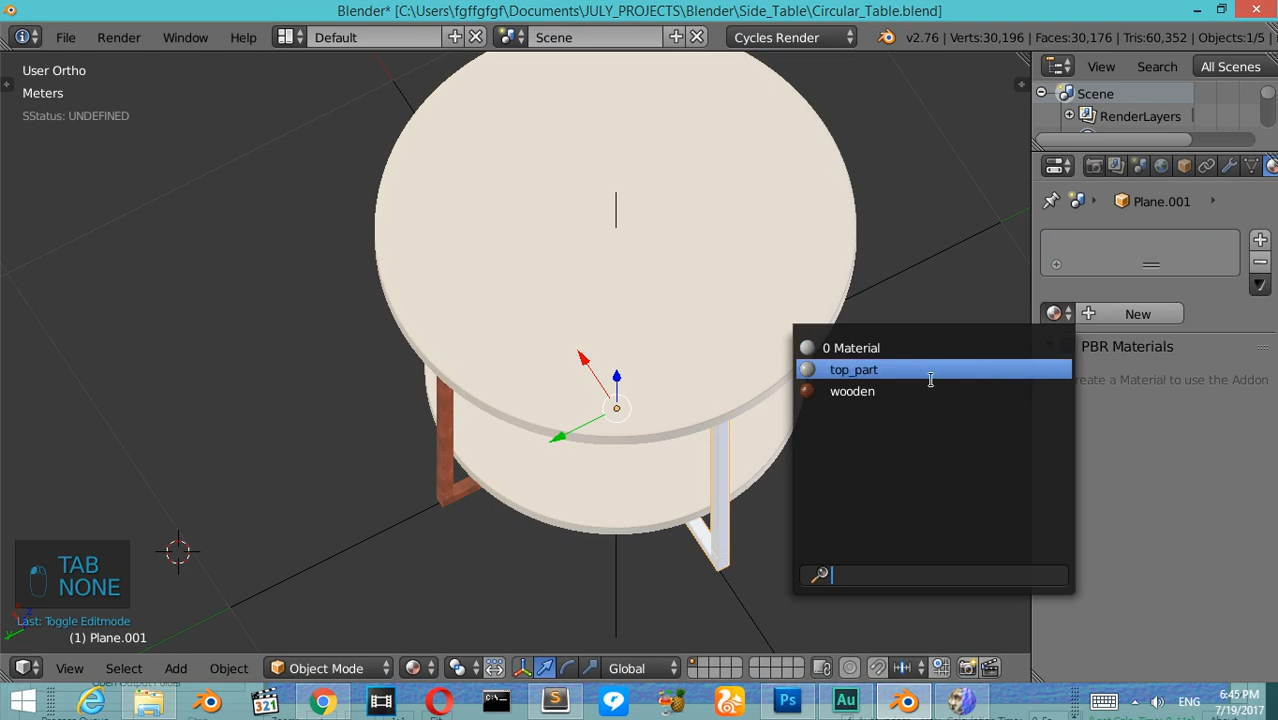 Blender* [C:\Users\fgffgfgf\Documents\JULY_PROJECTS\Blender\Side_Table\Circular_Table.blend]
File Render Window Help Default Scene Cycles Render v2.76 | Verts:30,196 | Faces:30,176 | Tris:60,352 | Objects:1/5 |
User Ortho
Meters
SStatus: UNDEFINED
View Search All Scenes
Scene
RenderLayers
Plane.001
New
PBR Materials
reate a Material to use the Addon
0 Material
top_part
wooden
TAB
NONE
Last: Toggle Editmode
(1) Plane.001
View Select Add Object Object Mode Global
321 S Ps Au ENG
6:45 PM
7/19/2017